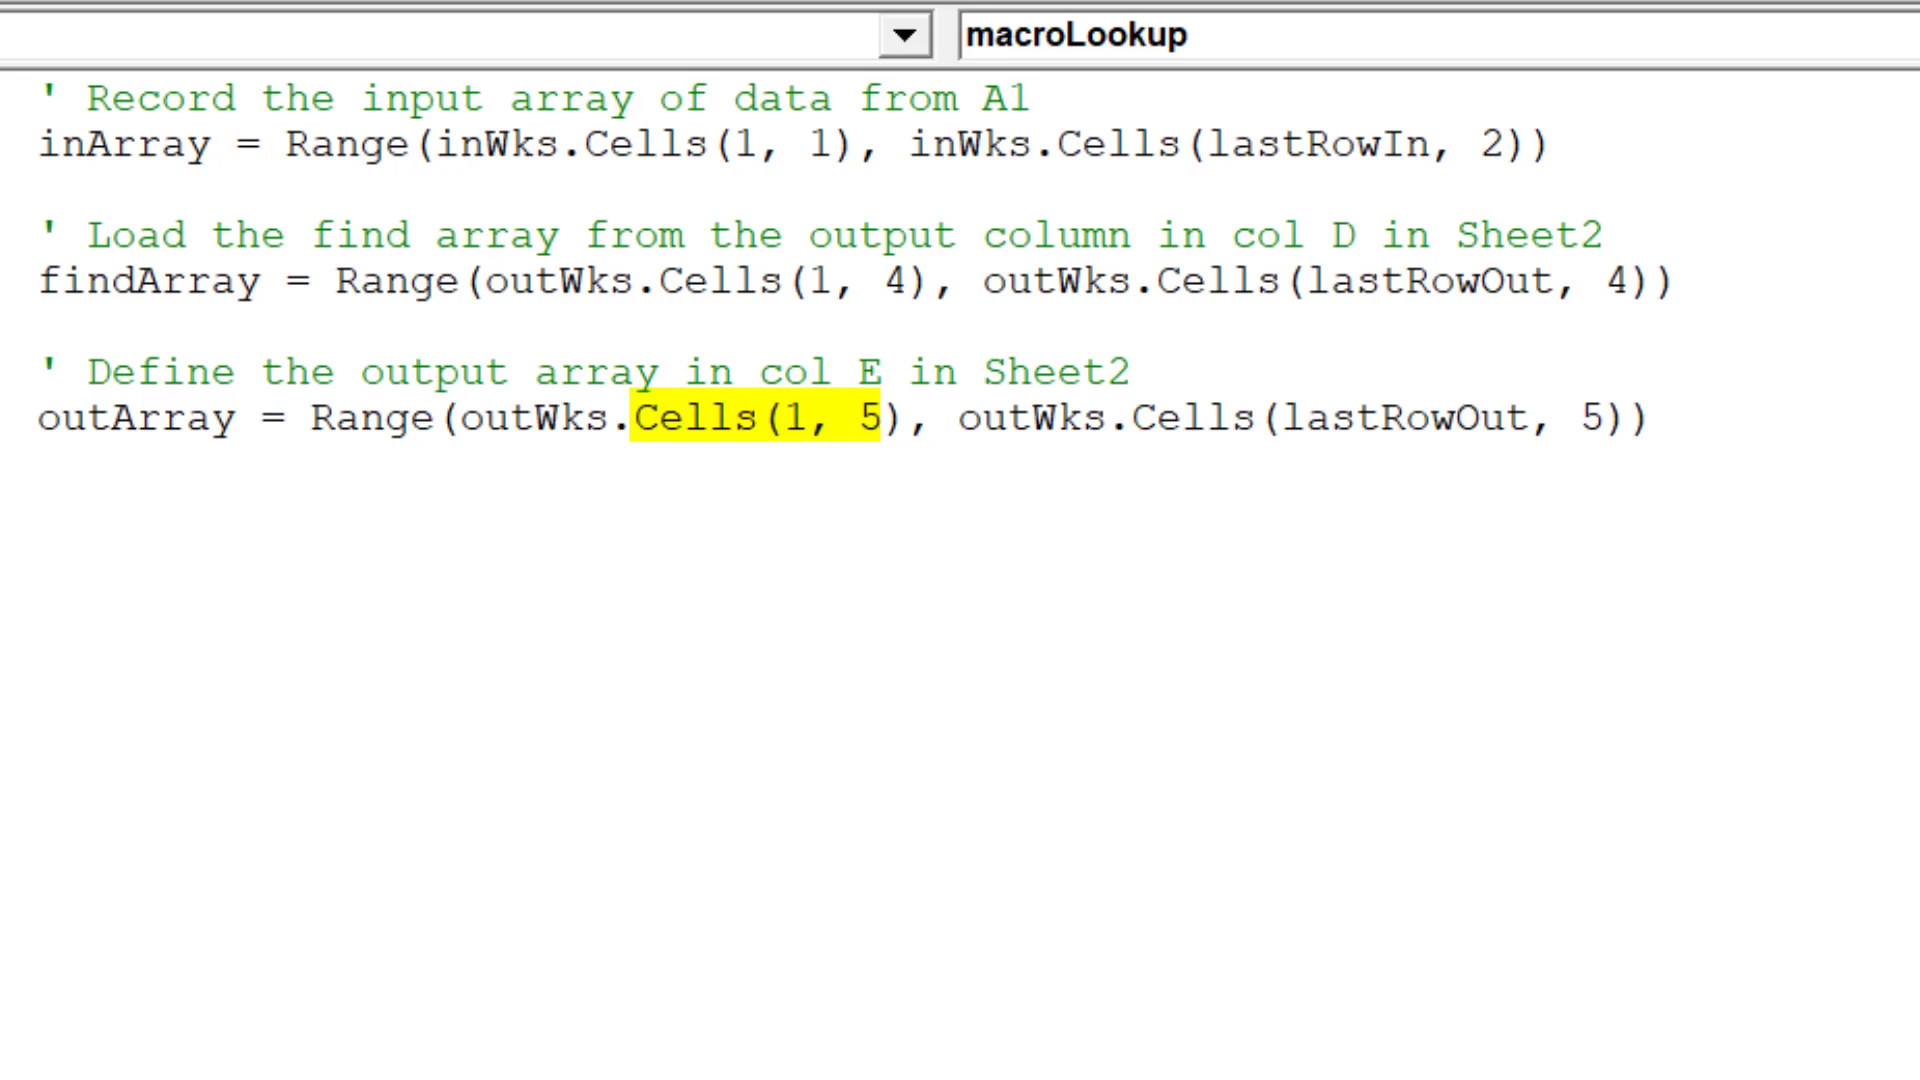 macroLookup
' Record the input array of data from A1
inArray = Range(inWks.Cells(1, 1), inWks.Cells(lastRowIn, 2))
' Load the find array from the output column in col D in Sheet2
findArray = Range(outWks.Cells(1, 4), outWks.Cells(lastRowOut, 4))
' Define the output array in col E in Sheet2
outArray = Range(outWks.Cells(1, 5), outWks.Cells(lastRowOut, 5))